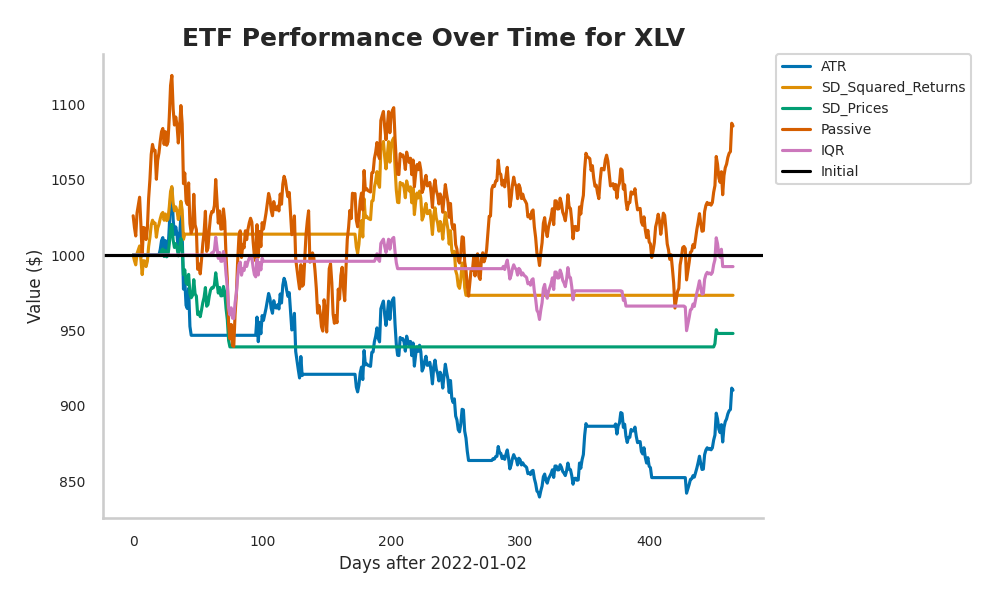 ETF Performance Over Time for XLV
ATR
SD_Squared_Returns
SD_Prices
Passive
IQR
Initial
Value ($)
1100
1050
1000
950
900
850
0 100 200 300 400
Days after 2022-01-02